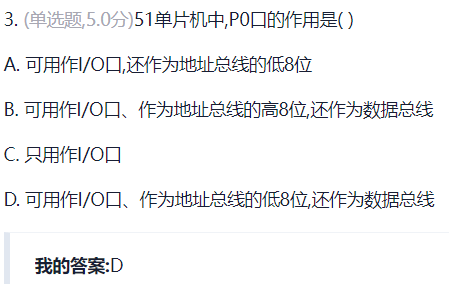 3. (单选题,5.0分)51单片机中,P0口的作用是( )
A. 可用作I/O口,还作为地址总线的低8位
B. 可用作I/O口、作为地址总线的高8位,还作为数据总线
C. 只用作I/O口
D. 可用作I/O口、作为地址总线的低8位,还作为数据总线
我的答案:D